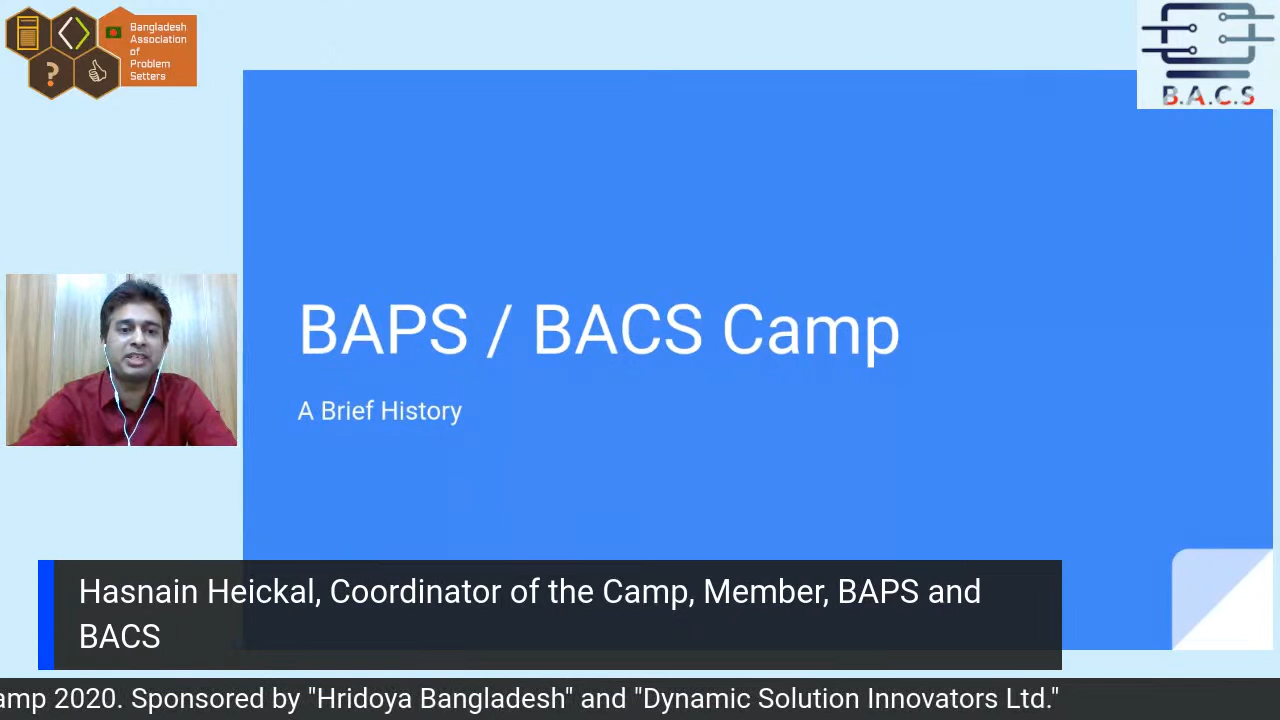 Bangladesh
Association
of
Problem
Setters
?
B.A.C.S
BAPS / BACS Camp
A Brief History
Hasnain Heickal, Coordinator of the Camp, Member, BAPS and
BACS
amp 2020. Sponsored by "Hridoya Bangladesh" and "Dynamic Solution Innovators Ltd."